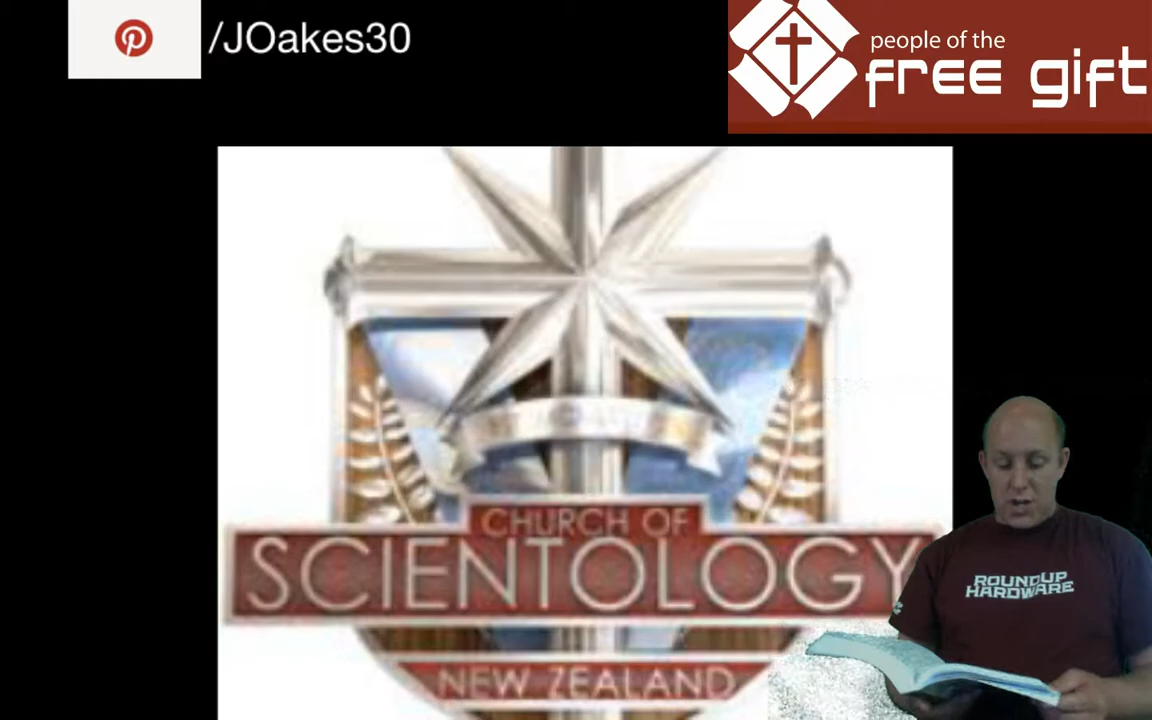 /JOakes30
people of the
free gift
CHURCH OF
SCIENTOLOGY
NEW ZEALAND
ROUNDUP
HARDWARE